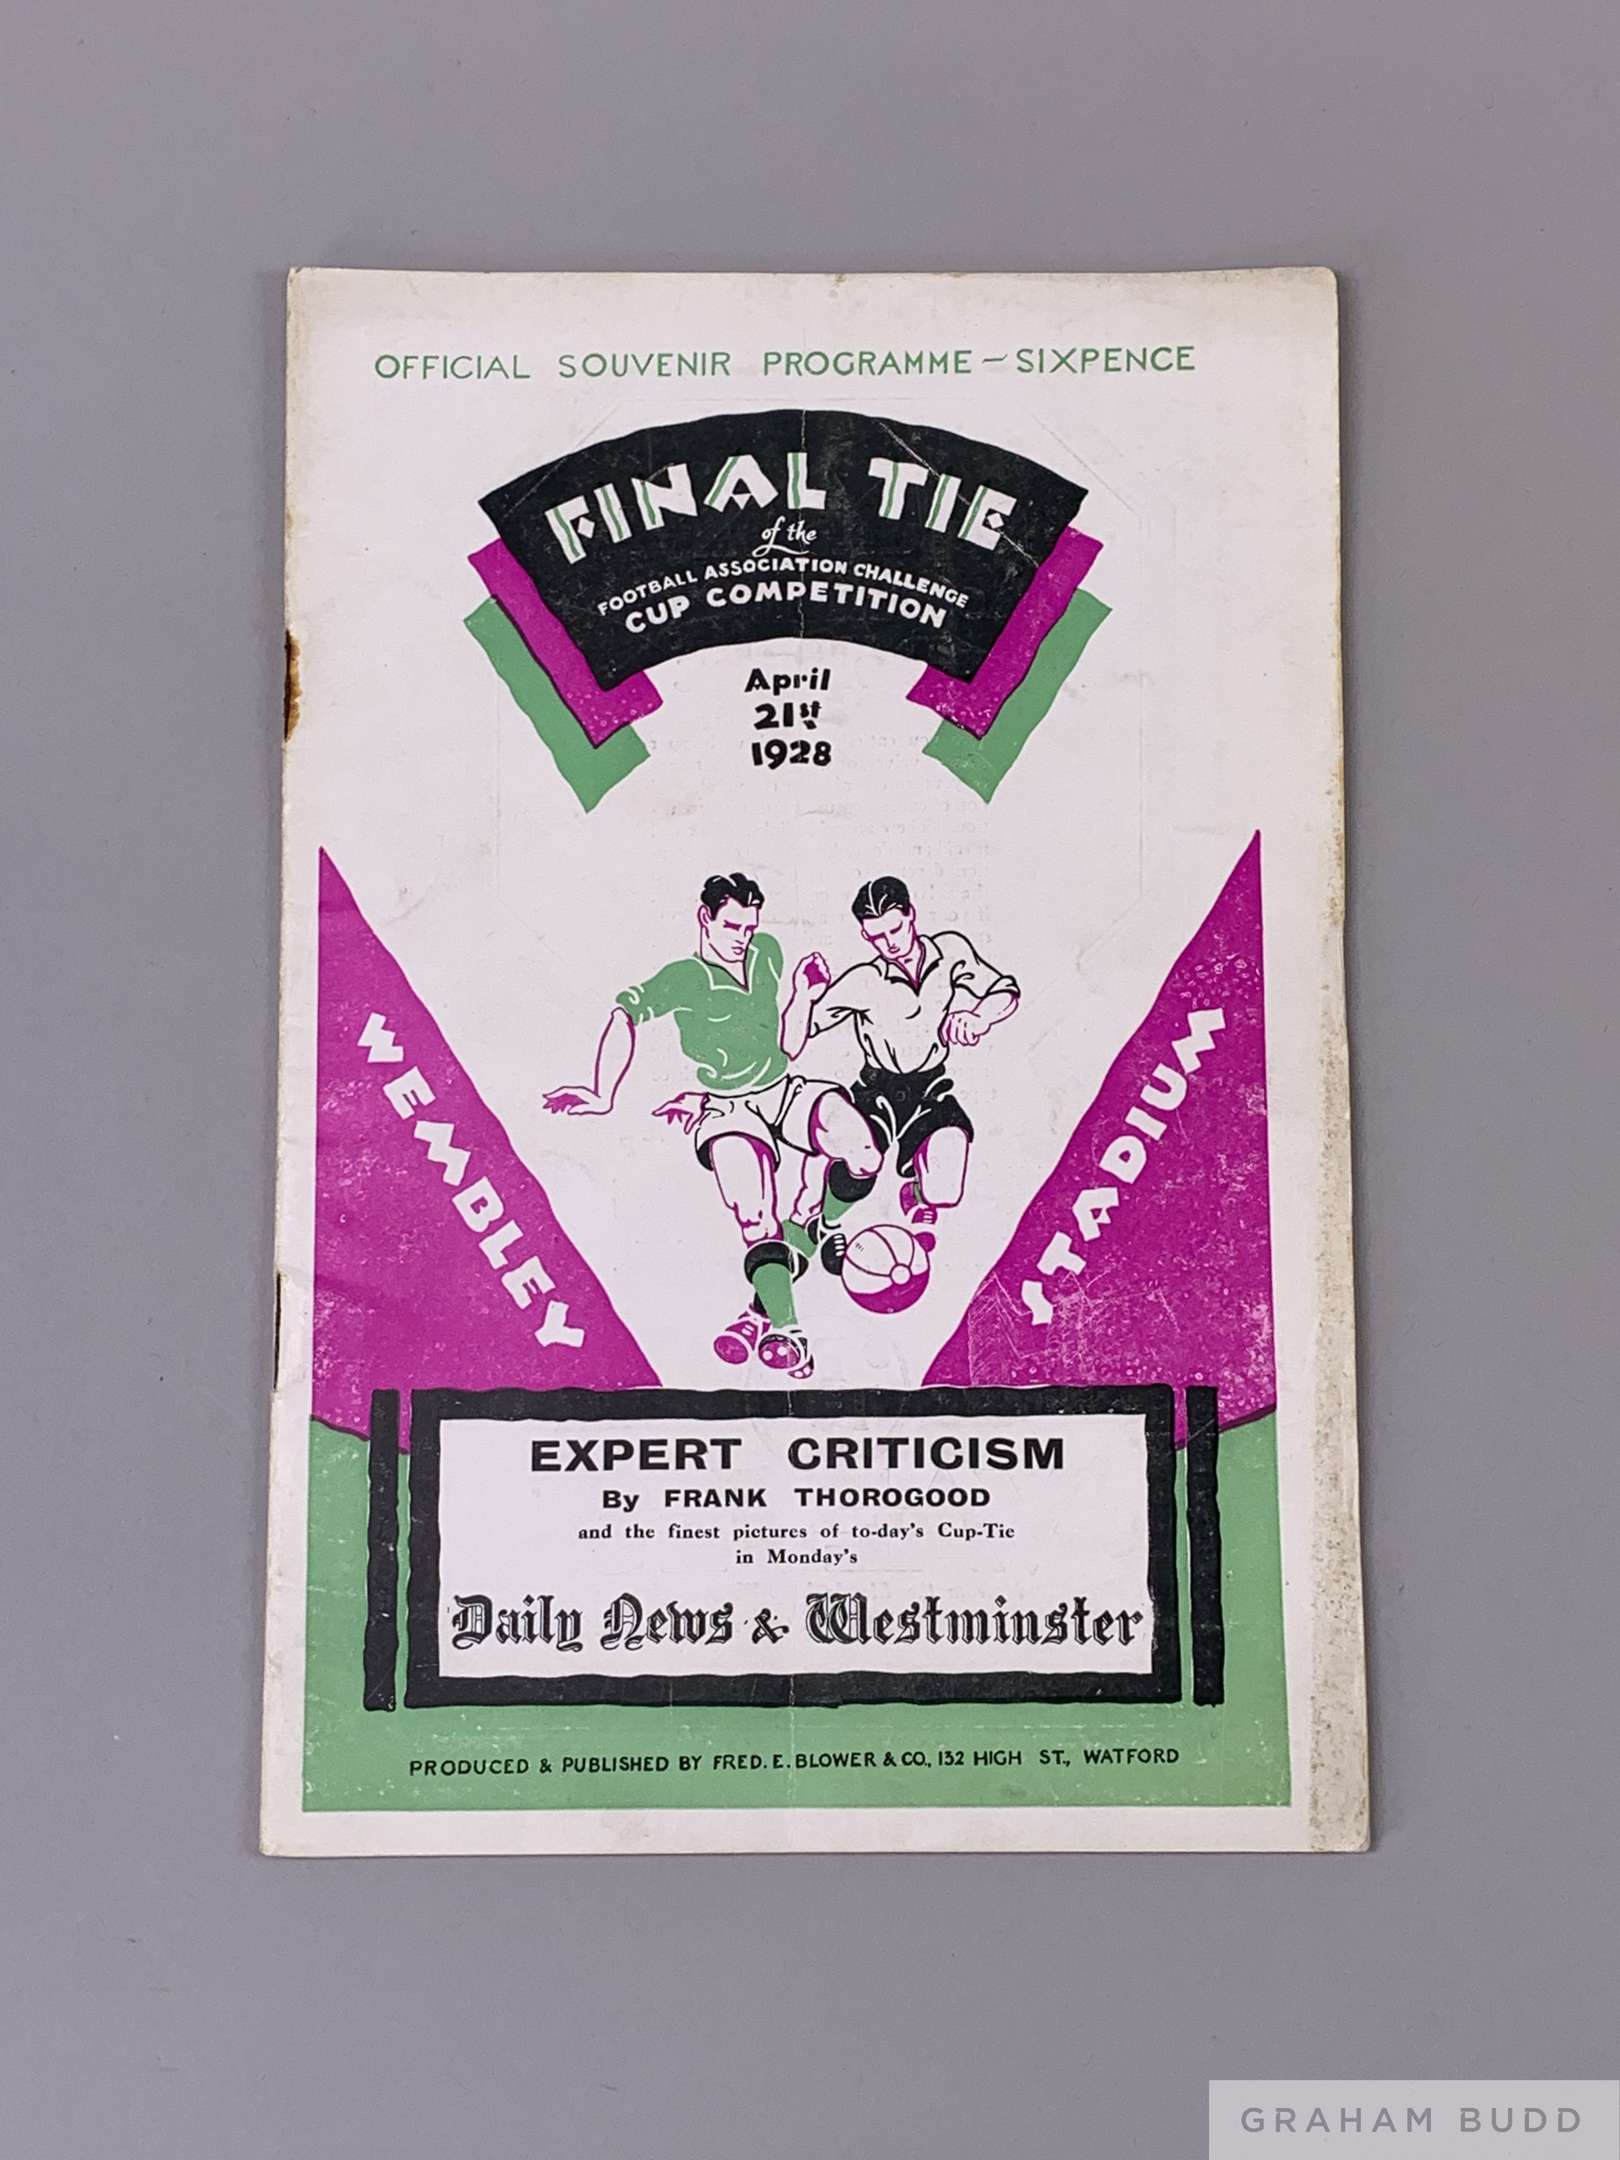 OFFICIAL SOUVENIR PROGRAMME – SIXPENCE
FINAL TIE
of the
FOOTBALL ASSOCIATION CHALLENGE
CUP COMPETITION
April
21st
1928
WEMBLEY
STADIUM
EXPERT CRITICISM
By FRANK THOROGOOD
and the finest pictures of to-day's Cup-Tie
in Monday's
Daily News & Westminster
PRODUCED & PUBLISHED BY FRED. E. BLOWER & CO., 132 HIGH ST., WATFORD
GRAHAM BUDD